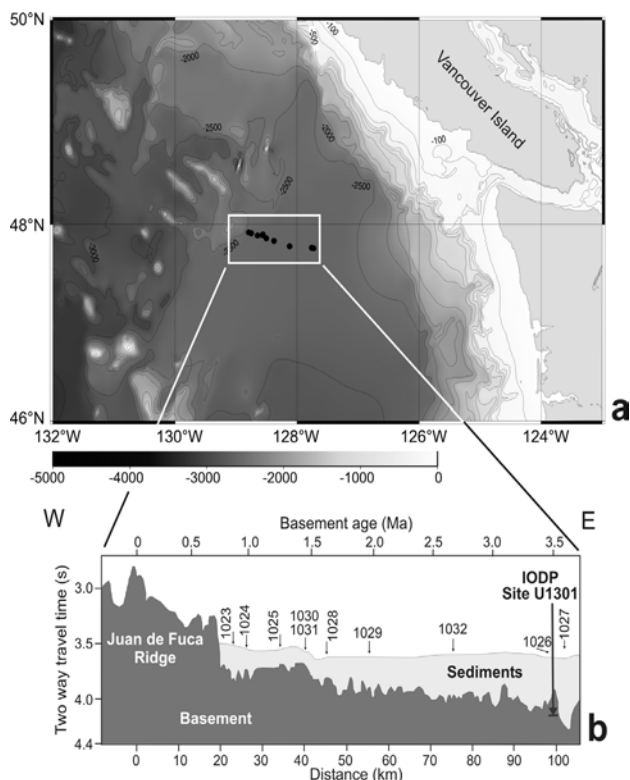 50°N
-100
-500
-2000
Vancouver Island
-2500
-100
-2500
-2500
48°N
46°N
132°W 130°W 128°W 126°W 124°W
a
-5000 -4000 -3000 -2000 -1000 0
W E
Basement age (Ma)
0 0.5 1.0 1.5 2.0 2.5 3.0 3.5
Two way travel time (s)
3.0
3.5
4.0
4.4
IODP
Site U1301
1023
1024
1025
1030
1031
1028
1029
1032
1026
1027
Juan de Fuca
Ridge
Sediments
Basement
b
0 10 20 30 40 50 60 70 80 90 100
Distance (km)